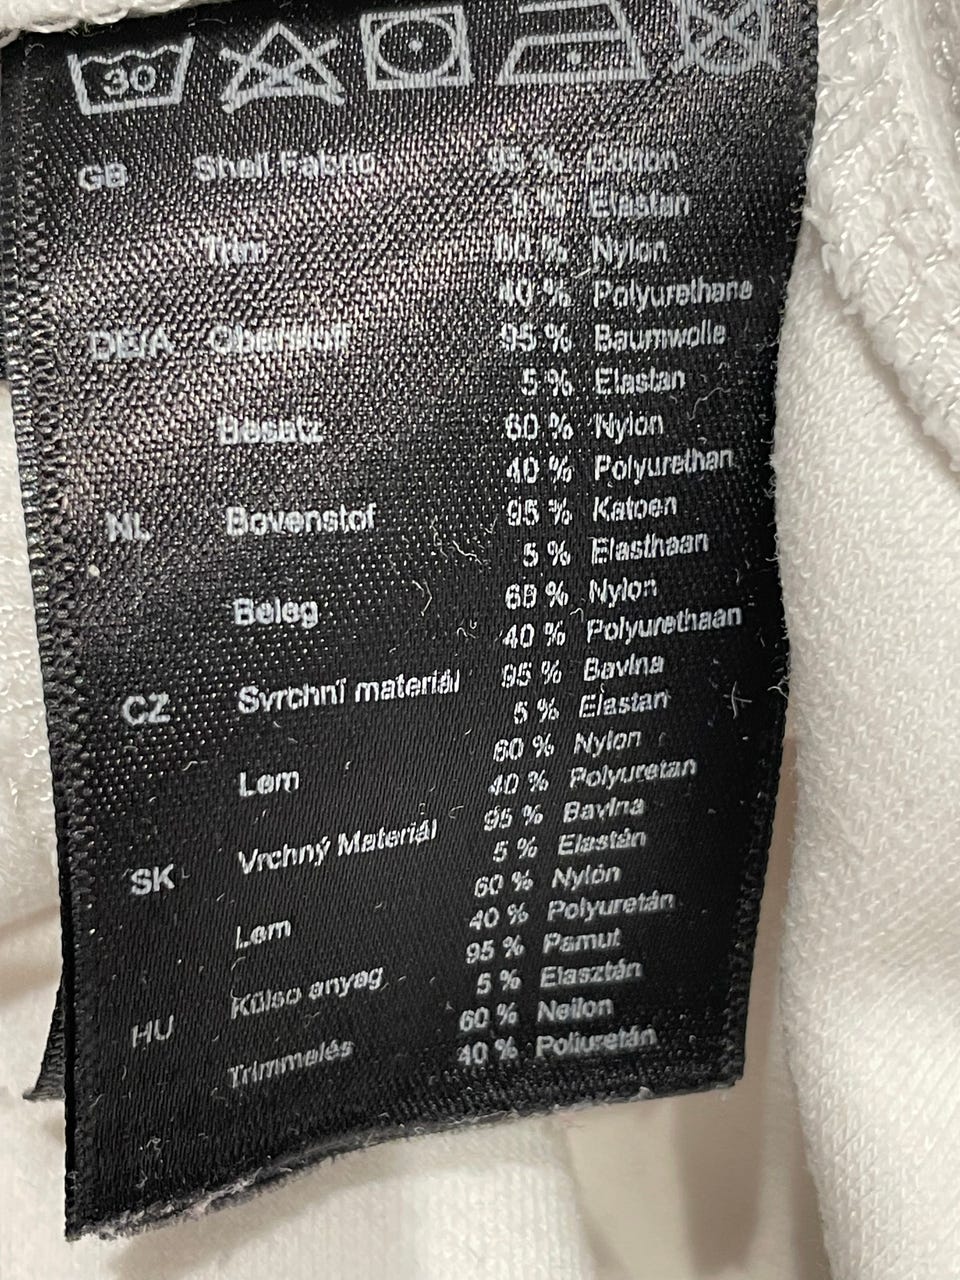 30
GB Shell Fabric 95 % Cotton
5 % Elastan
Trim 60 % Nylon
40 % Polyurethane
DE/A Oberstoff 95 % Baumwolle
5 % Elastan
Besatz 60 % Nylon
40 % Polyurethan
NL Bovenstof 95 % Katoen
5 % Elasthaan
Beleg 60 % Nylon
40 % Polyurethaan
CZ Svrchní materiál 95 % Bavlna
5 % Elastan
Lem 60 % Nylon
40 % Polyuretan
SK Vrchný Materiál 95 % Bavlna
5 % Elastán
Lem 60 % Nylón
40 % Polyuretán
HU Külso anyag 95 % Pamut
5 % Elasztán
Trimmelés 60 % Neilon
40 % Poliuretán